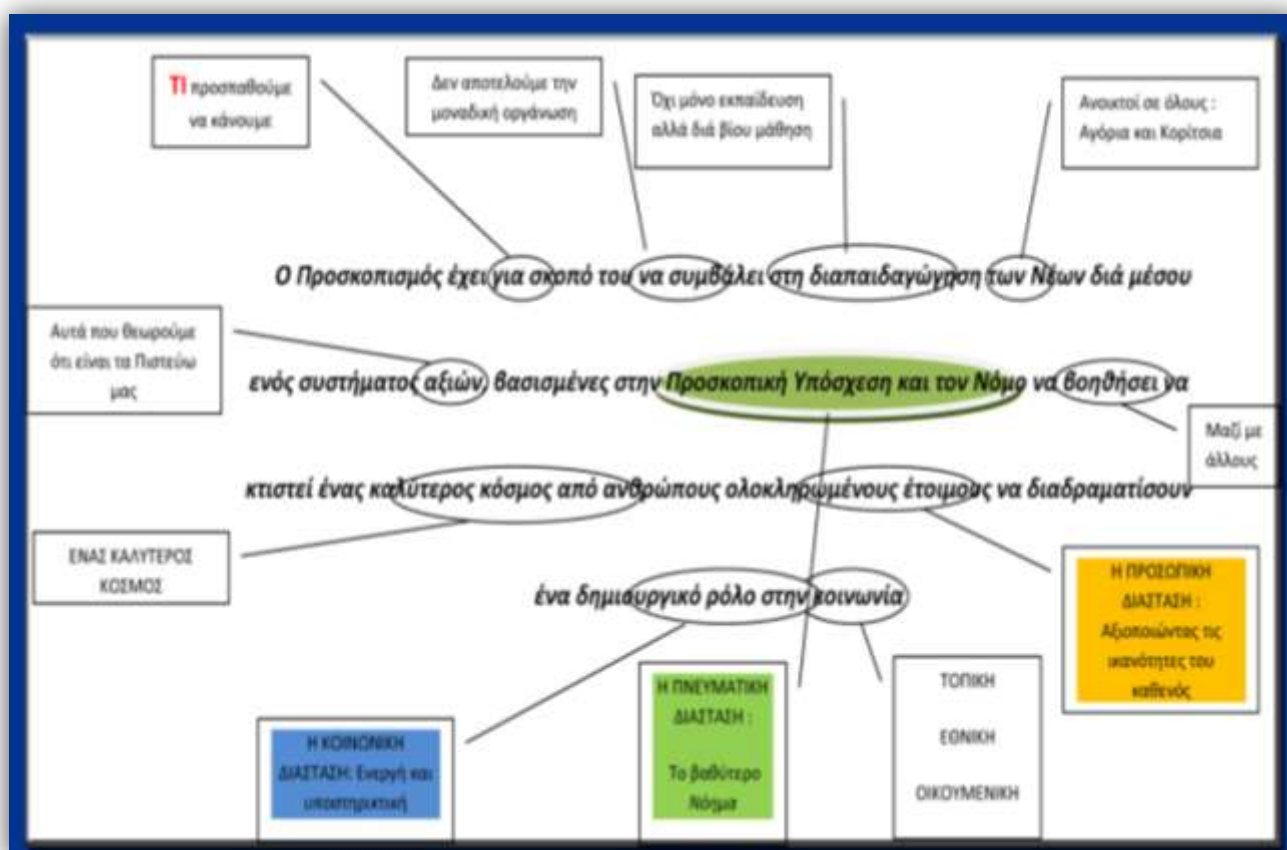 ΤΙ προσπαθούμε
να κάνουμε
Δεν αποτελούμε την
μοναδική οργάνωση
Όχι μόνο εκπαίδευση
αλλά διά βίου μάθηση
Ανοικτοί σε όλους :
Αγόρια και Κορίτσια
Ο Προσκοπισμός έχει για σκοπό του να συμβάλει στη διαπαιδαγώγηση των Νέων διά μέσου
Αυτά που θεωρούμε
ότι είναι τα Πιστεύω
μας
ενός συστήματος αξιών, βασισμένες στην Προσκοπική Υπόσχεση και τον Νόμο να βοηθήσει να
Μαζί με
άλλους
κτιστεί ένας καλύτερος κόσμος από ανθρώπους ολοκληρωμένους έτοιμους να διαδραματίσουν
ΕΝΑΣ ΚΑΛΥΤΕΡΟΣ
ΚΟΣΜΟΣ
ένα δημιουργικό ρόλο στην κοινωνία
Η ΠΡΟΣΩΠΙΚΗ
ΔΙΑΣΤΑΣΗ :
Αξιοποιώντας τις
ικανότητες του
καθενός
Η ΚΟΙΝΩΝΙΚΗ
ΔΙΑΣΤΑΣΗ: Ενεργή και
υποστηρικτική
Η ΠΝΕΥΜΑΤΙΚΗ
ΔΙΑΣΤΑΣΗ :
Το βαθύτερο
Νόημα
ΤΟΠΙΚΗ
ΕΘΝΙΚΗ
ΟΙΚΟΥΜΕΝΙΚΗ